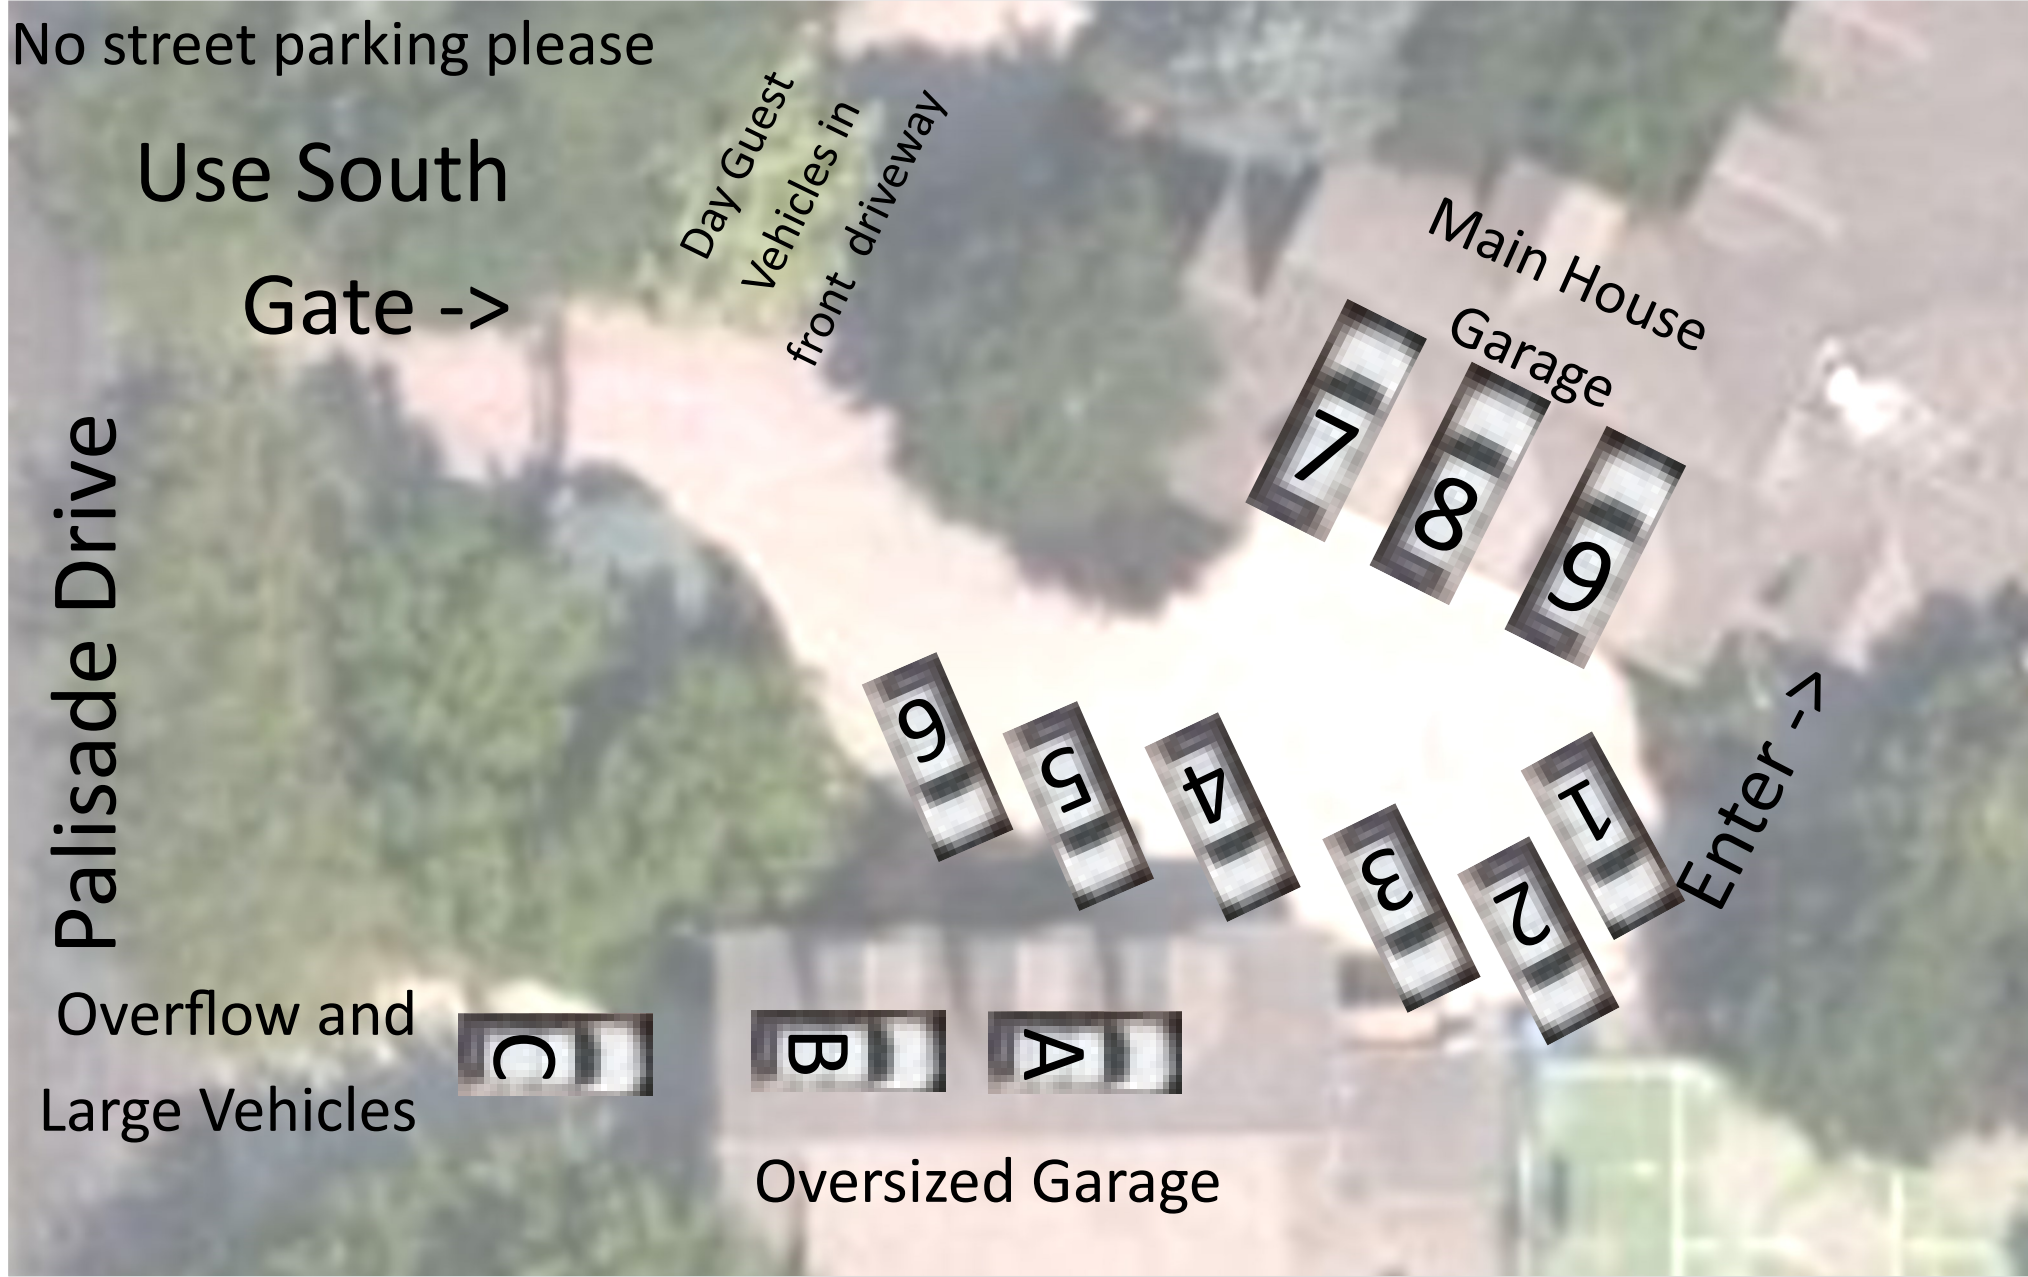 No street parking please
Use South
Gate ->
Day Guest
Vehicles in
front driveway
Main House
Garage
7
8
9
Palisade Drive
6
5
4
3
2
1
Enter ->
Overflow and
Large Vehicles
C
B
A
Oversized Garage